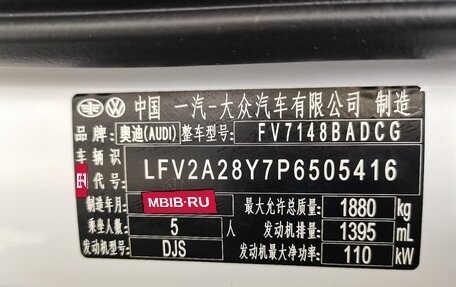 中国 一汽-大众汽车有限公司 制造
品牌: 奥迪(AUDI) 整车型号: FV7148BADCG
车辆识
别代号: LFV2A28Y7P6505416
制造年月: MBIB.RU 最大允许总质量: 1880 kg
乘坐人数: 5 人 发动机排量: 1395 mL
发动机型号: DJS 发动机最大净功率: 110 kW